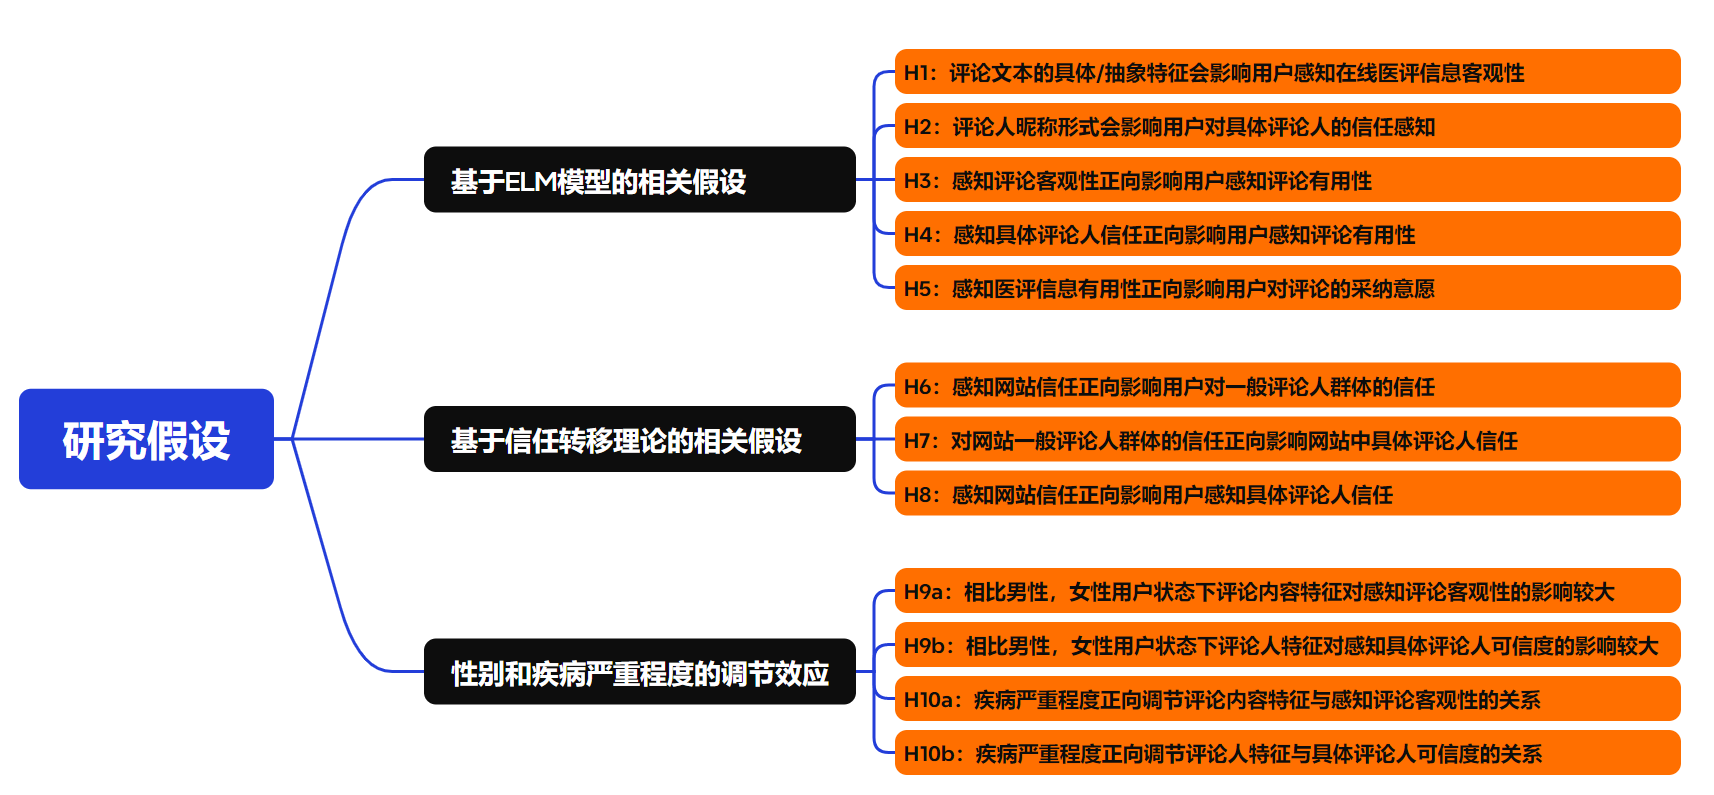 研究假设
基于ELM模型的相关假设
H1：评论文本的具体/抽象特征会影响用户感知在线医评信息客观性
H2：评论人昵称形式会影响用户对具体评论人的信任感知
H3：感知评论客观性正向影响用户感知评论有用性
H4：感知具体评论人信任正向影响用户感知评论有用性
H5：感知医评信息有用性正向影响用户对评论的采纳意愿
基于信任转移理论的相关假设
H6：感知网站信任正向影响用户对一般评论人群体的信任
H7：对网站一般评论人群体的信任正向影响网站中具体评论人信任
H8：感知网站信任正向影响用户感知具体评论人信任
性别和疾病严重程度的调节效应
H9a：相比男性，女性用户状态下评论内容特征对感知评论客观性的影响较大
H9b：相比男性，女性用户状态下评论人特征对感知具体评论人可信度的影响较大
H10a：疾病严重程度正向调节评论内容特征与感知评论客观性的关系
H10b：疾病严重程度正向调节评论人特征与具体评论人可信度的关系